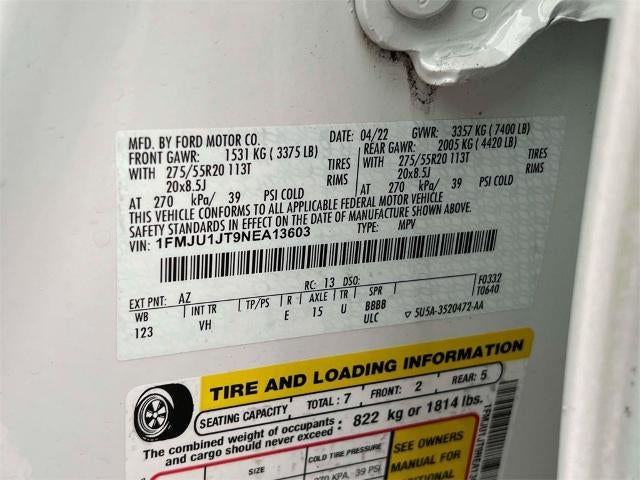 MFD. BY FORD MOTOR CO.
DATE: 04/22 GVWR: 3357 KG (7400 LB)
FRONT GAWR: 1531 KG (3375 LB) REAR GAWR: 2005 KG (4420 LB)
WITH 275/55R20 113T TIRES WITH 275/55R20 113T TIRES
20x8.5J RIMS 20x8.5J RIMS
AT 270 kPa/ 39 PSI COLD AT 270 kPa/ 39 PSI COLD
THIS VEHICLE CONFORMS TO ALL APPLICABLE FEDERAL MOTOR VEHICLE
SAFETY STANDARDS IN EFFECT ON THE DATE OF MANUFACTURE SHOWN ABOVE.
VIN: 1FMJU1JT9NEA13603 TYPE: MPV
F0332
T0640
EXT PNT: AZ RC: 13 DSO:
WB INT TR TP/PS R AXLE TR SPR
123 VH E 15 U BBBB
ULC ▽ 5U5A-3520472-AA
TIRE AND LOADING INFORMATION
SEATING CAPACITY TOTAL: 7 FRONT: 2 REAR: 5
The combined weight of occupants and cargo should never exceed: 822 kg or 1814 lbs.
SIZE COLD TIRE PRESSURE
270 KPA, 39 PSI
SEE OWNERS
MANUAL FOR
ADDITIONAL